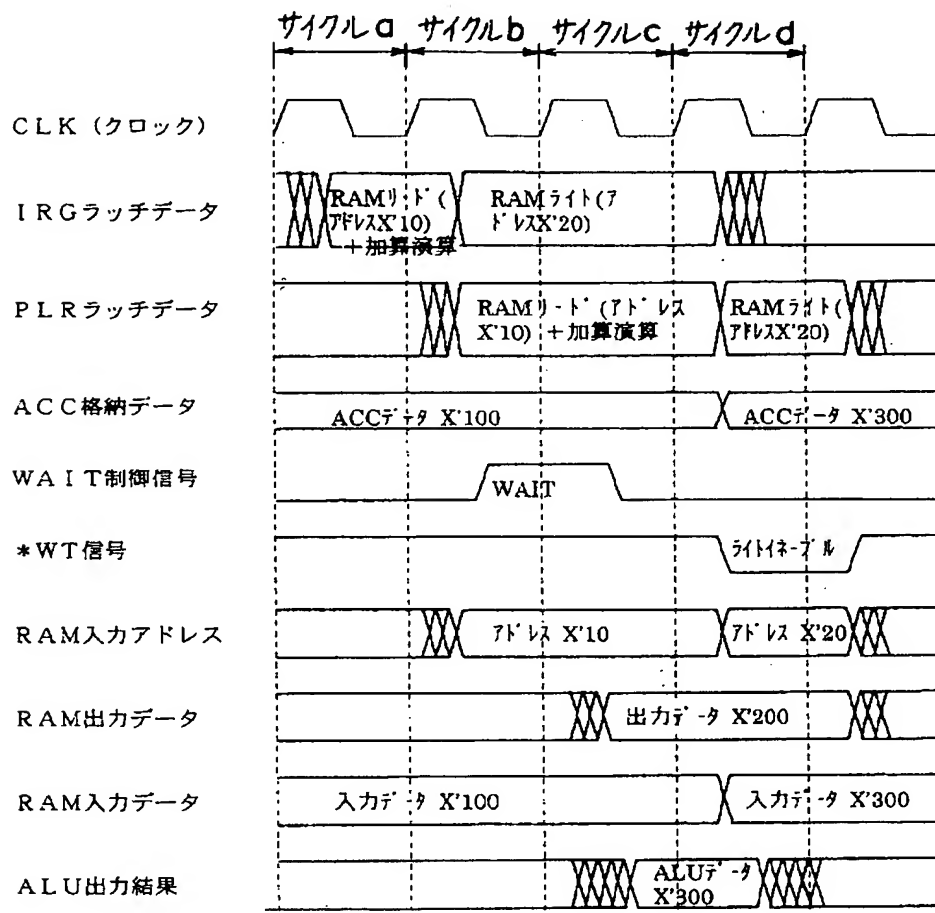 サイクルa サイクルb サイクルc サイクルd
CLK (クロック)
IRGラッチデータ
RAMリード(
アドレスX'10)
+加算演算
RAMライト(ア
ドレスX'20)
PLRラッチデータ
RAMリード(アドレス
X'10) +加算演算
RAMライト(
アドレスX'20)
ACC格納データ
ACCデータ X'100
ACCデータ X'300
WAIT制御信号
WAIT
*WT信号
ライトイネーブル
RAM入力アドレス
アドレス X'10
アドレス X'20
RAM出力データ
出力データ X'200
RAM入力データ
入力データ X'100
入力データ X'300
ALU出力結果
ALUデータ
X'300